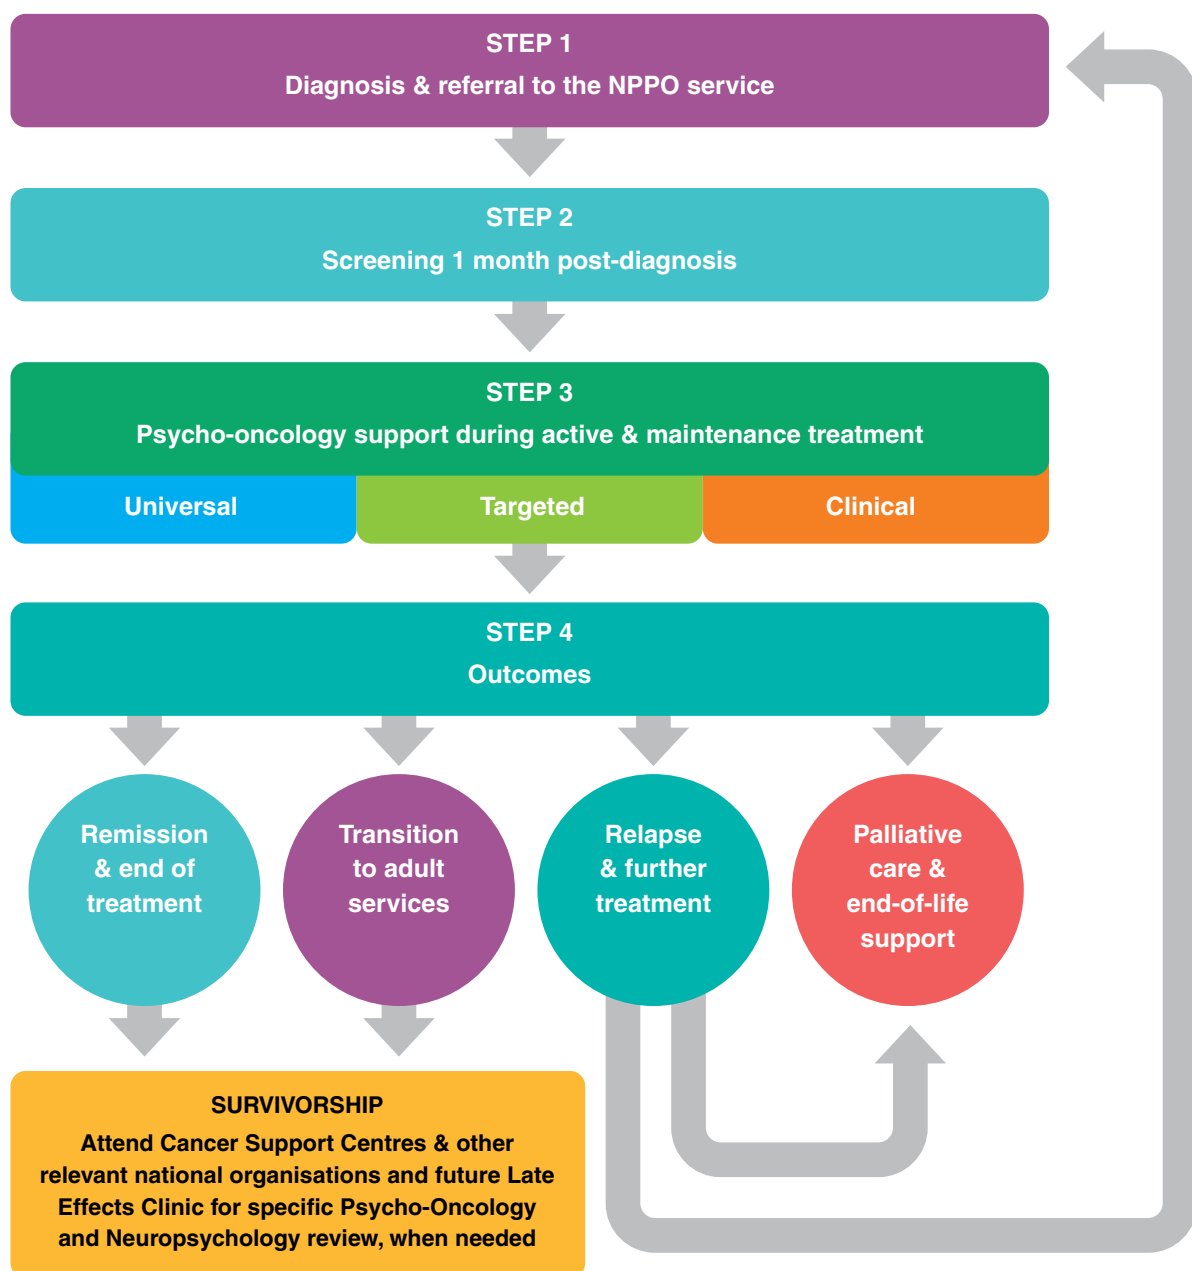 STEP 1
Diagnosis & referral to the NPPO service
STEP 2
Screening 1 month post-diagnosis
STEP 3
Psycho-oncology support during active & maintenance treatment
Universal
Targeted
Clinical
STEP 4
Outcomes
Remission
& end of
treatment
Transition
to adult
services
Relapse
& further
treatment
Palliative
care &
end-of-life
support
SURVIVORSHIP
Attend Cancer Support Centres & other
relevant national organisations and future Late
Effects Clinic for specific Psycho-Oncology
and Neuropsychology review, when needed